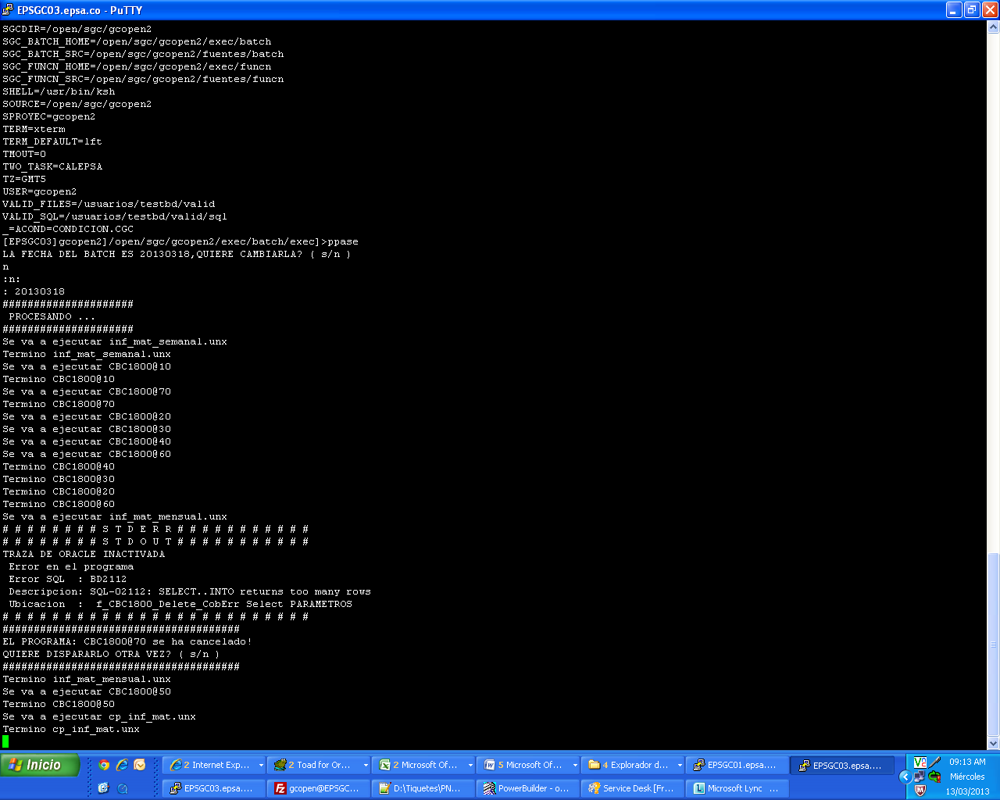 EPSGC03.epsa.co - PuTTY
SGCDIR=/open/sgc/gcopen2
SGC_BATCH_HOME=/open/sgc/gcopen2/exec/batch
SGC_BATCH_SRC=/open/sgc/gcopen2/fuentes/batch
SGC_FUNCN_HOME=/open/sgc/gcopen2/exec/funcn
SGC_FUNCN_SRC=/open/sgc/gcopen2/fuentes/funcn
SHELL=/usr/bin/ksh
SOURCE=/open/sgc/gcopen2
SPROYEC=gcopen2
TERM=xterm
TERM_DEFAULT=lft
TMOUT=0
TWO_TASK=CALEPSA
TZ=GMT5
USER=gcopen2
VALID_FILES=/usuarios/testbd/valid
VALID_SQL=/usuarios/testbd/valid/sql
_=ACOND=CONDICION.CGC
[EPSGC03]gcopen2]/open/sgc/gcopen2/exec/batch/exec]>ppase
LA FECHA DEL BATCH ES 20130318,QUIERE CAMBIARLA? ( s/n )
n
:n:
: 20130318
#####################
PROCESANDO ...
#####################
Se va a ejecutar inf_mat_semanal.unx
Termino inf_mat_semanal.unx
Se va a ejecutar CBC1800@10
Termino CBC1800@10
Se va a ejecutar CBC1800@70
Termino CBC1800@70
Se va a ejecutar CBC1800@20
Se va a ejecutar CBC1800@30
Se va a ejecutar CBC1800@40
Se va a ejecutar CBC1800@60
Termino CBC1800@40
Termino CBC1800@30
Termino CBC1800@20
Termino CBC1800@60
Se va a ejecutar inf_mat_mensual.unx
# # # # # # # # S T D E R R # # # # # # # # # # #
# # # # # # # # S T D O U T # # # # # # # # # # #
TRAZA DE ORACLE INACTIVADA
Error en el programa
Error SQL  : BD2112
Descripcion: SQL-02112: SELECT..INTO returns too many rows
Ubicacion  :  f_CBC1800_Delete_CobErr Select PARAMETROS
# # # # # # # # # # # # # # # # # # # # # # # # #
######################################
EL PROGRAMA: CBC1800@70 se ha cancelado!
QUIERE DISPARARLO OTRA VEZ? ( s/n )
######################################
Termino inf_mat_mensual.unx
Se va a ejecutar CBC1800@50
Termino CBC1800@50
Se va a ejecutar cp_inf_mat.unx
Termino cp_inf_mat.unx
Inicio
2 Internet Exp...
2 Toad for Or...
2 Microsoft Of...
5 Microsoft Of...
4 Explorador d...
EPSGC01.epsa....
EPSGC03.epsa....
09:13 AM
EPSGC03.epsa....
gcopen@EPSGC...
D:\Tiquetes\PN...
PowerBuilder - o...
Service Desk [Fr...
Microsoft Lync ...
Miércoles
13/03/2013